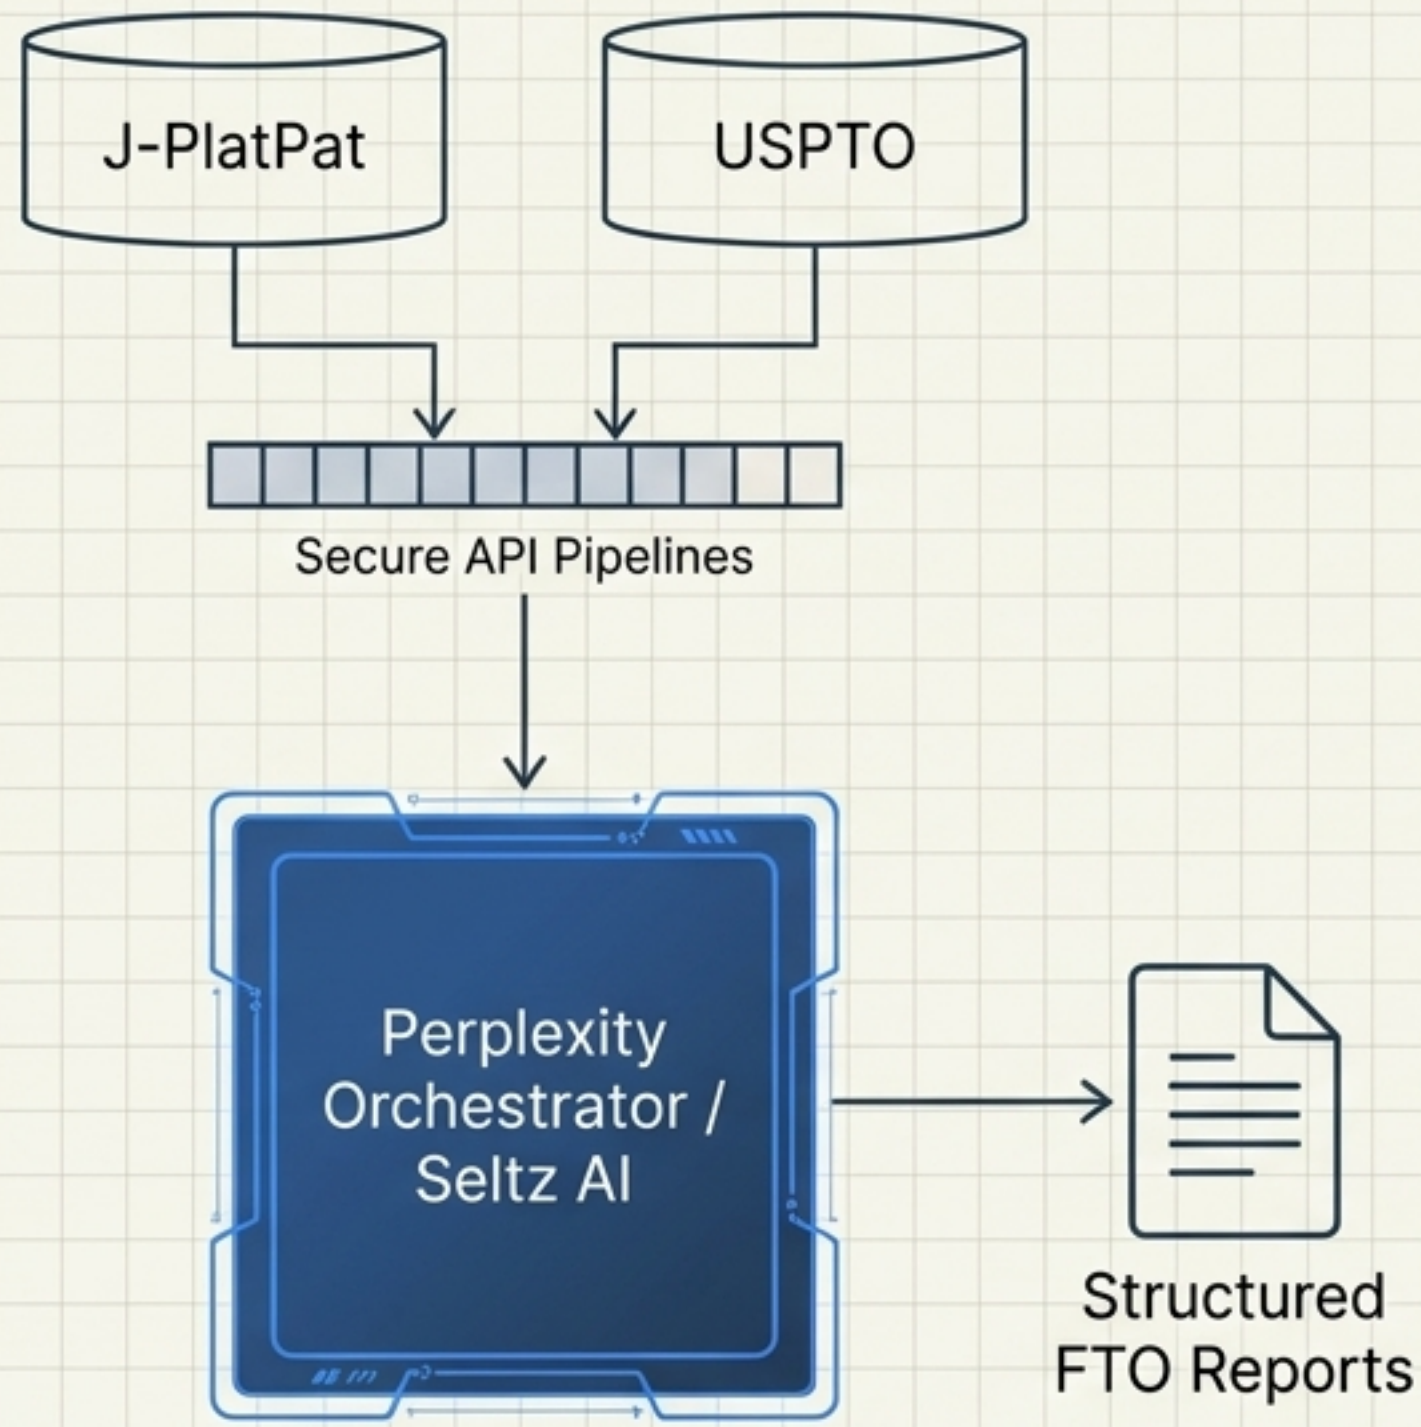 J-PlatPat
USPTO
Secure API Pipelines
Perplexity
Orchestrator /
Seltz AI
Structured
FTO Reports